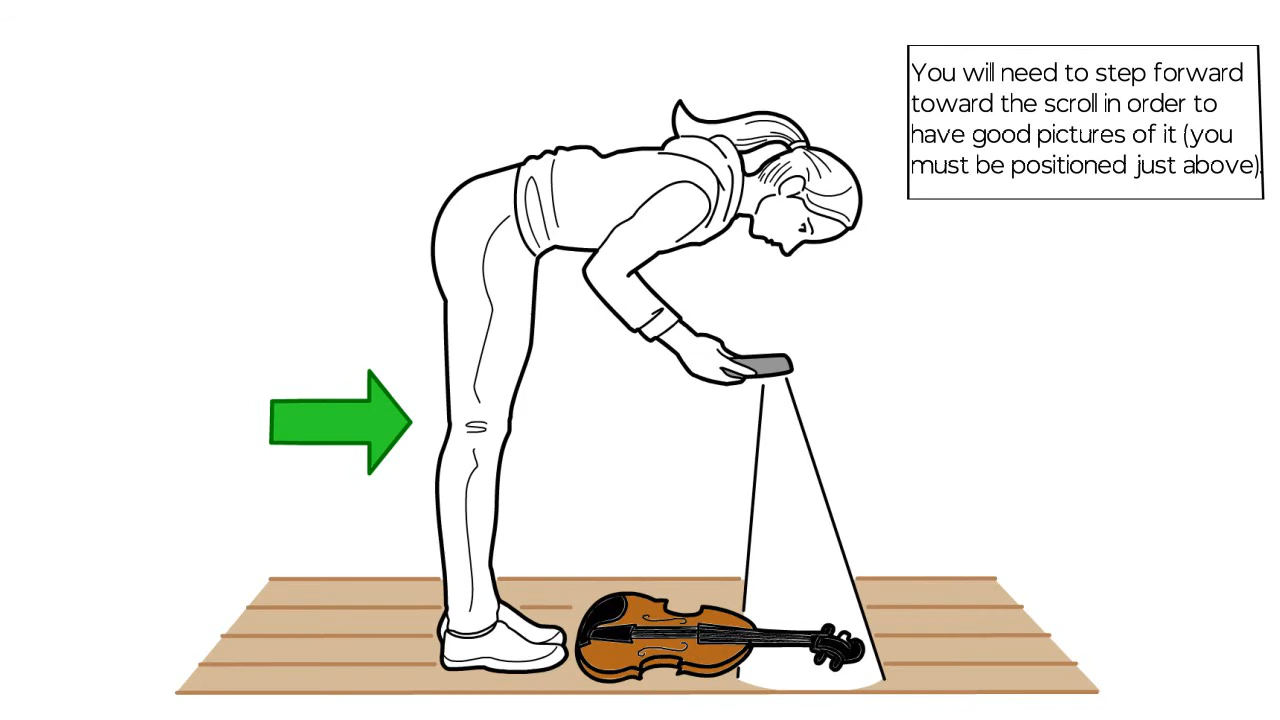 You will need to step forward
toward the scroll in order to
have good pictures of it (you
must be positioned just above).